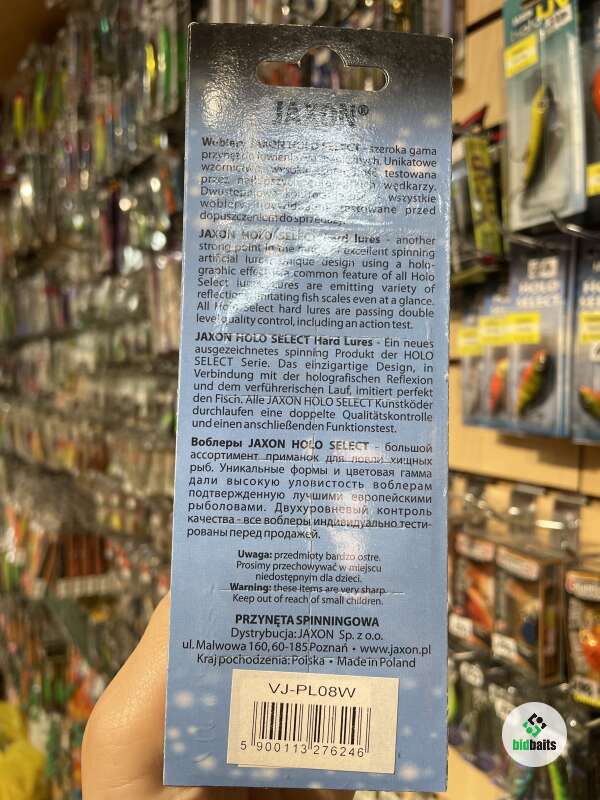 JAXON®
Woblery JAXON HOLO SELECT - szeroka gama
przynęt do łowienia
Unikatowe
testowana
przez
wędkarzy.
wszystkie
woblery
przed
dopuszczeniem do sprzedaży.
JAXON HOLO SELECT Hard lures - another
strong point in the
excellent spinning
artificial
design using a holo-
graphic effect is a common feature of all Holo
Select lures. Lures are emitting variety of
reflections imitating fish scales even at a glance.
All Holo Select hard lures are passing double
level quality control, including an action test.
JAXON HOLO SELECT Hard Lures - Ein neues
ausgezeichnetes spinning Produkt der HOLO
SELECT Serie. Das einzigartige Design, in
Verbindung mit der holografischen Reflexion
und dem verführerischen Lauf, imitiert perfekt
den Fisch. Alle JAXON HOLO SELECT Kunstköder
durchlaufen eine doppelte Qualitätskontrolle
und einen anschließenden Funktionstest.
Воблеры JAXON HOLO SELECT - большой
ассортимент приманок для ловли хищных
рыб. Уникальные формы и цветовая гамма
дали высокую уловистость воблерам
подтвержденную лучшими европейскими
рыболовами. Двухуровневый контроль
качества - все воблеры индивидуально тести-
рованы перед продажей.
Uwaga: przedmioty bardzo ostre.
Prosimy przechowywać w miejscu
niedostępnym dla dzieci.
Warning: these items are very sharp.
Keep out of reach of small children.
PRZYNĘTA SPINNINGOWA
Dystrybucja: JAXON Sp. z o.o.
ul. Malwowa 160, 60-185 Poznań • www.jaxon.pl
Kraj pochodzenia: Polska • Made in Poland
VJ-PL08W
5 900113 276246
HOLO
SELECT
bidbaits